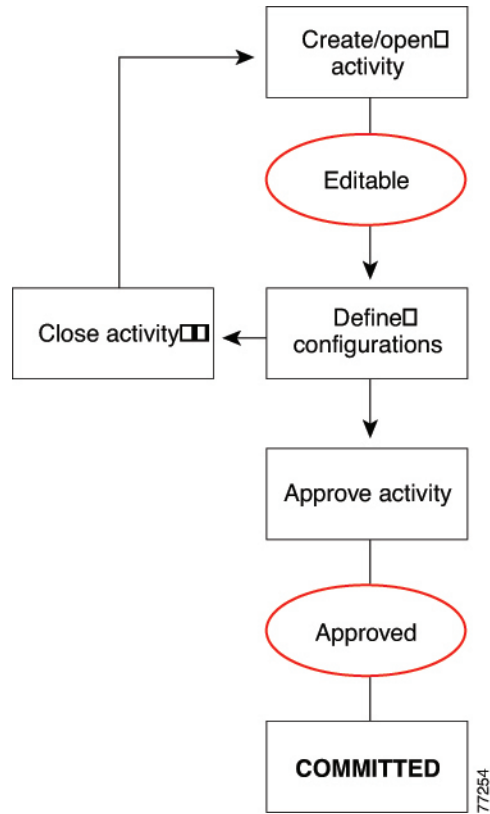 Create/open□
activity
Editable
Close activity□□
Define□
configurations
Approve activity
Approved
COMMITTED
77254